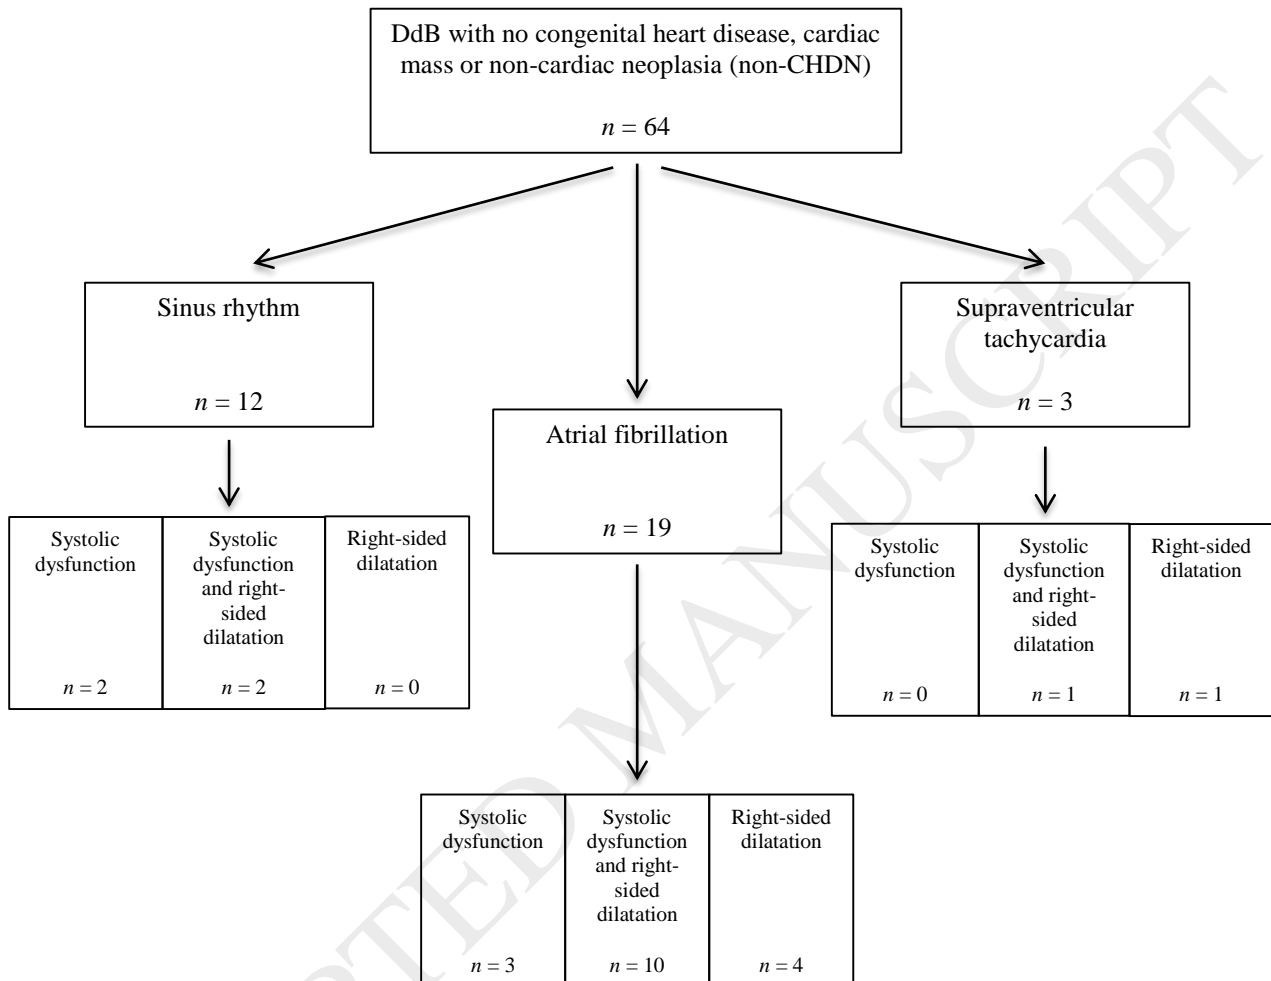 DdB with no congenital heart disease, cardiac
mass or non-cardiac neoplasia (non-CHDN)
n = 64
Sinus rhythm
n = 12
Supraventricular
tachycardia
n = 3
Atrial fibrillation
n = 19
Systolic
dysfunction
n = 2
Systolic
dysfunction
and right-
sided
dilatation
n = 2
Right-sided
dilatation
n = 0
Systolic
dysfunction
n = 0
Systolic
dysfunction
and right-
sided
dilatation
n = 1
Right-sided
dilatation
n = 1
Systolic
dysfunction
n = 3
Systolic
dysfunction
and right-
sided
dilatation
n = 10
Right-sided
dilatation
n = 4
TED MANUSCRIPT